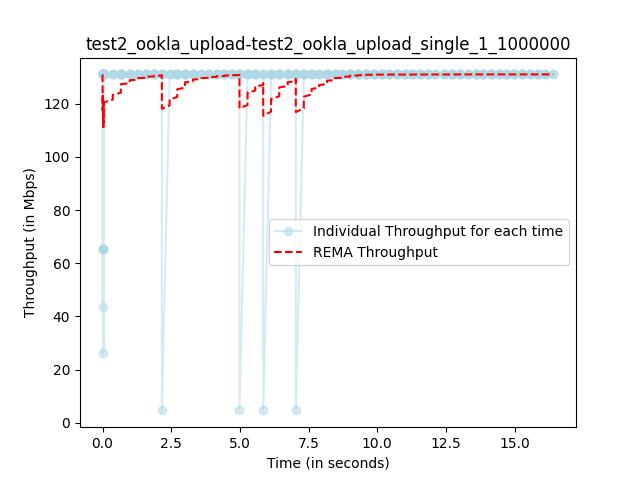 test2_ookla_upload-test2_ookla_upload_single_1_1000000
Throughput (in Mbps)
120
100
80
60
40
20
0
Individual Throughput for each time
REMA Throughput
0.0 2.5 5.0 7.5 10.0 12.5 15.0
Time (in seconds)